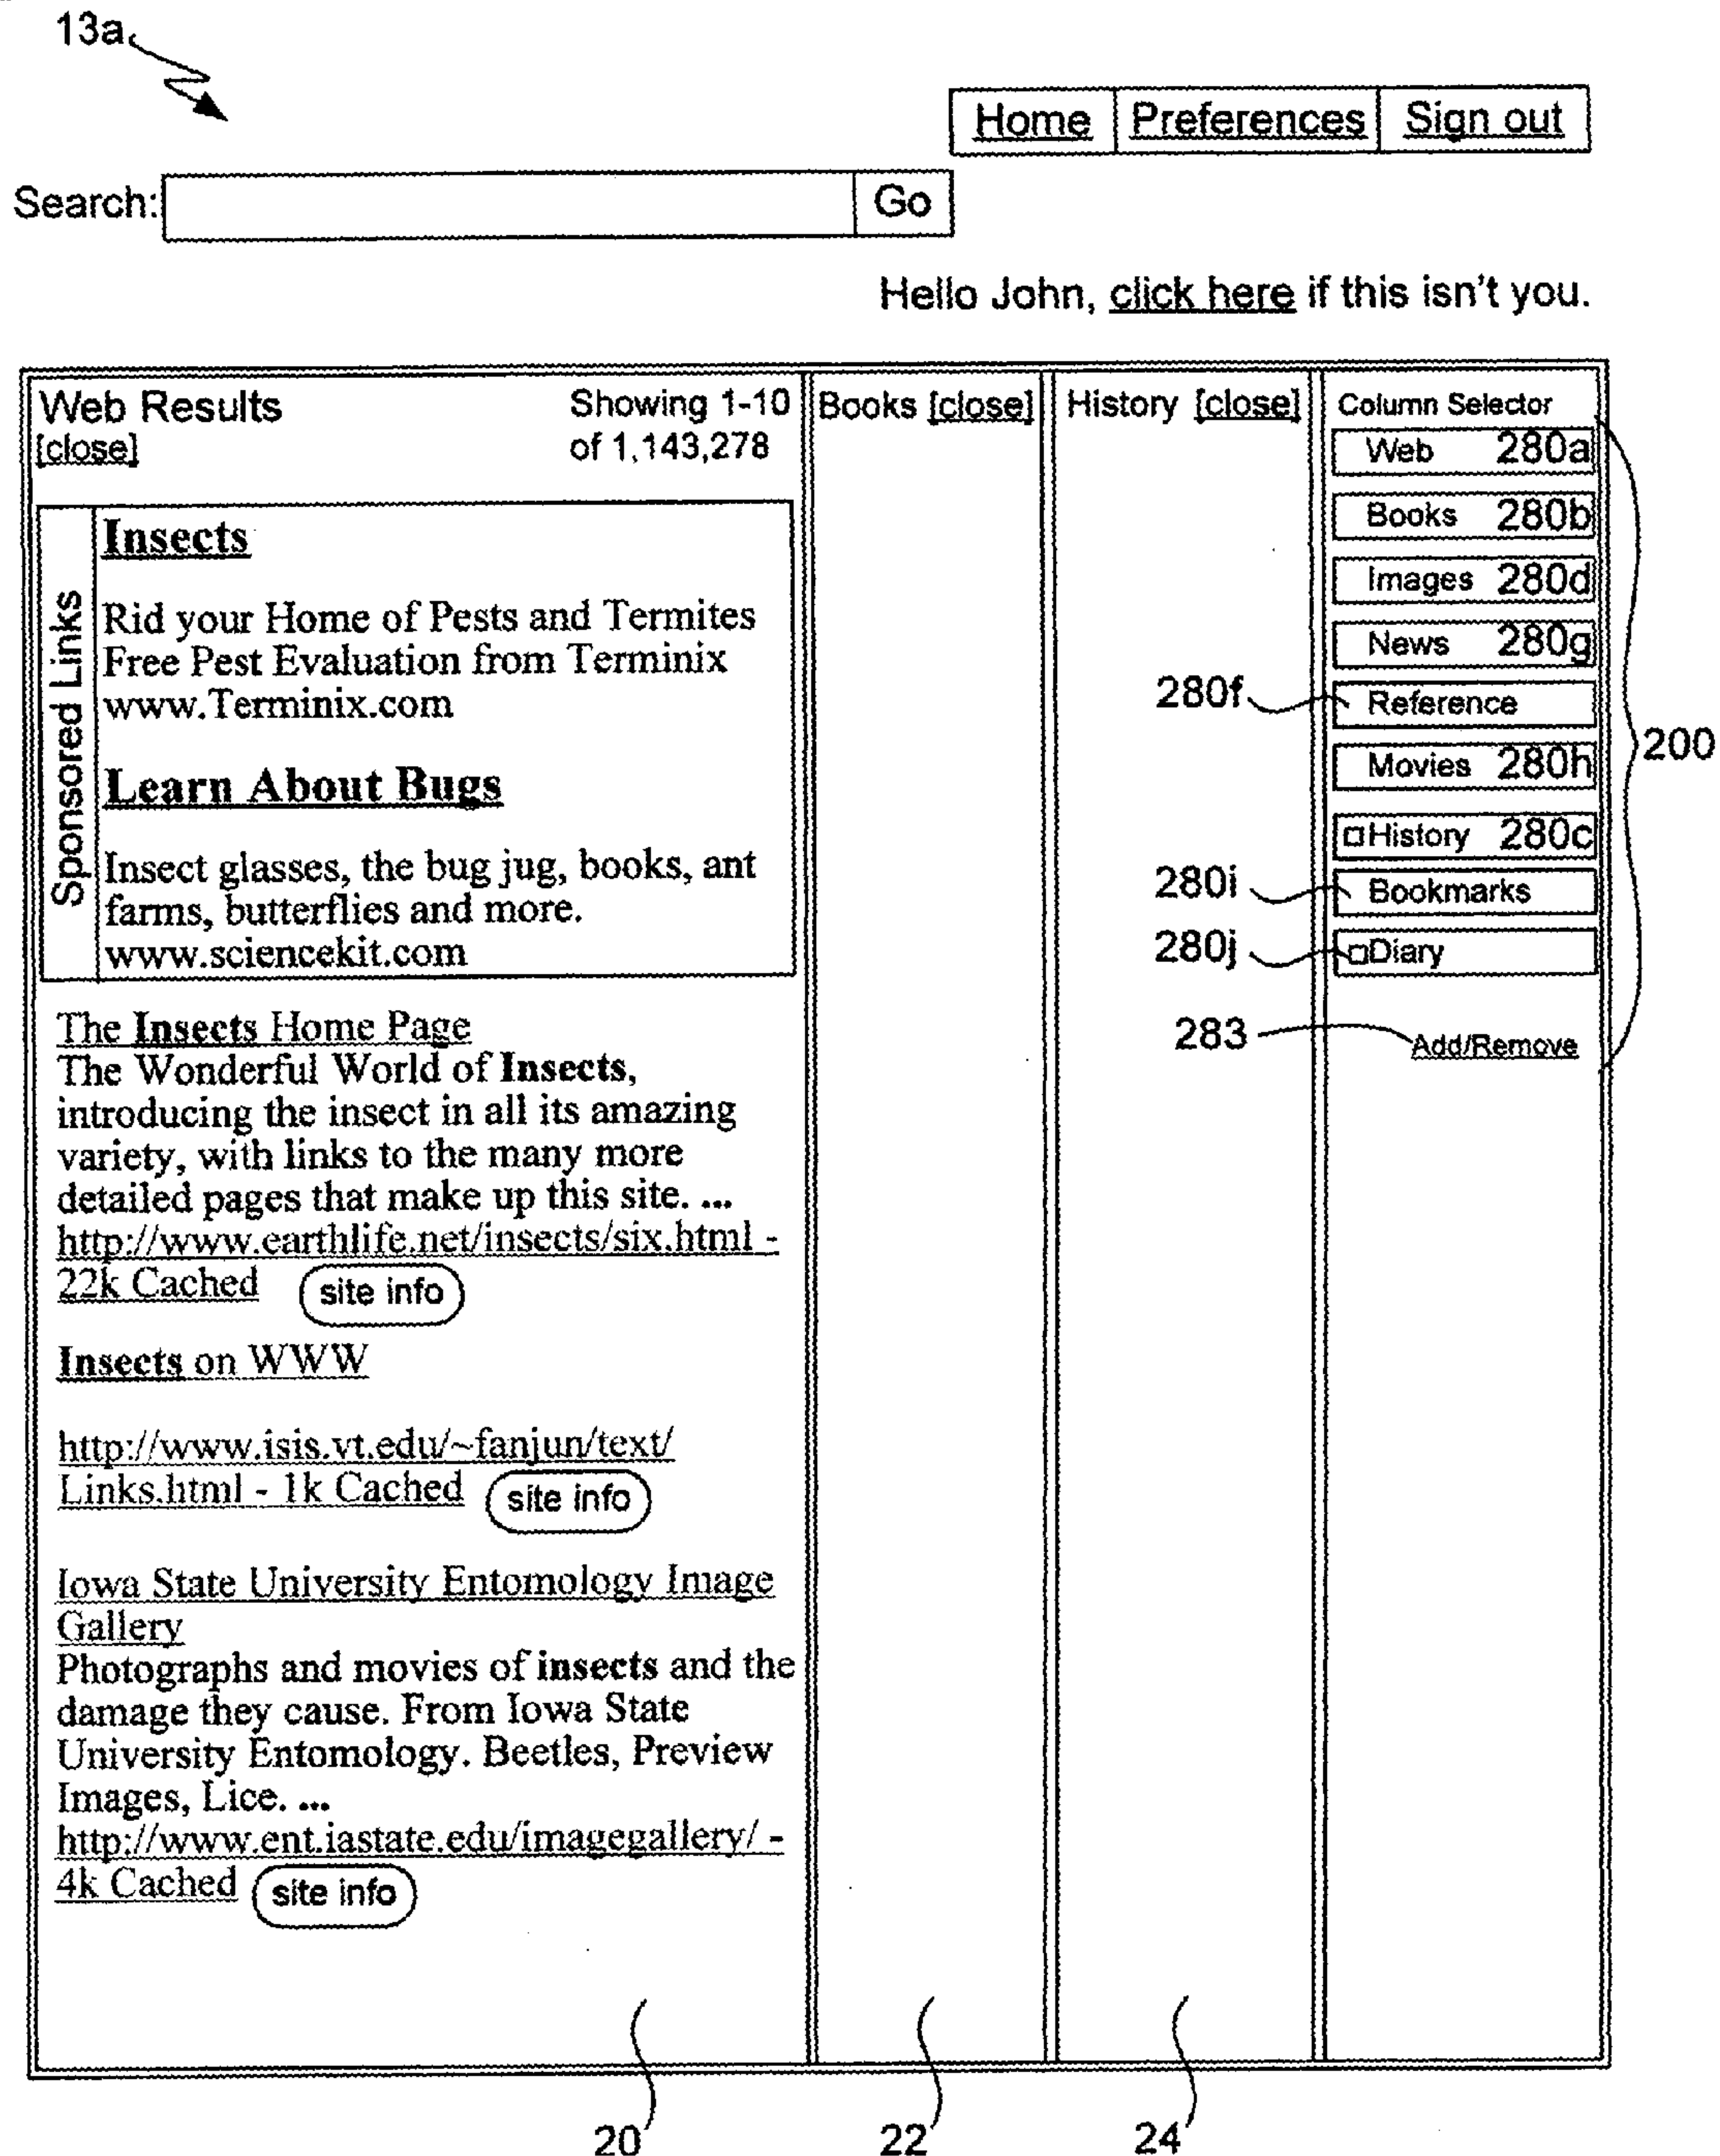 13a
Home Preferences Sign out
Search: Go
Hello John, click here if this isn't you.
Web Results
[close]
Showing 1-10
of 1,143,278
Sponsored Links
Insects
Rid your Home of Pests and Termites
Free Pest Evaluation from Terminix
www.Terminix.com
Learn About Bugs
Insect glasses, the bug jug, books, ant
farms, butterflies and more.
www.sciencekit.com
The Insects Home Page
The Wonderful World of Insects,
introducing the insect in all its amazing
variety, with links to the many more
detailed pages that make up this site. ...
http://www.earthlife.net/insects/six.html -
22k Cached site info
Insects on WWW
http://www.isis.vt.edu/~fanjun/text/
Links.html - 1k Cached site info
Iowa State University Entomology Image
Gallery
Photographs and movies of insects and the
damage they cause. From Iowa State
University Entomology. Beetles, Preview
Images, Lice. ...
http://www.ent.iastate.edu/imagegallery/ -
4k Cached site info
Books [close]
History [close]
Column Selector
Web 280a
Books 280b
Images 280d
News 280g
280f Reference
Movies 280h
History 280c
280i Bookmarks
280j Diary
283 Add/Remove
200
20 22 24